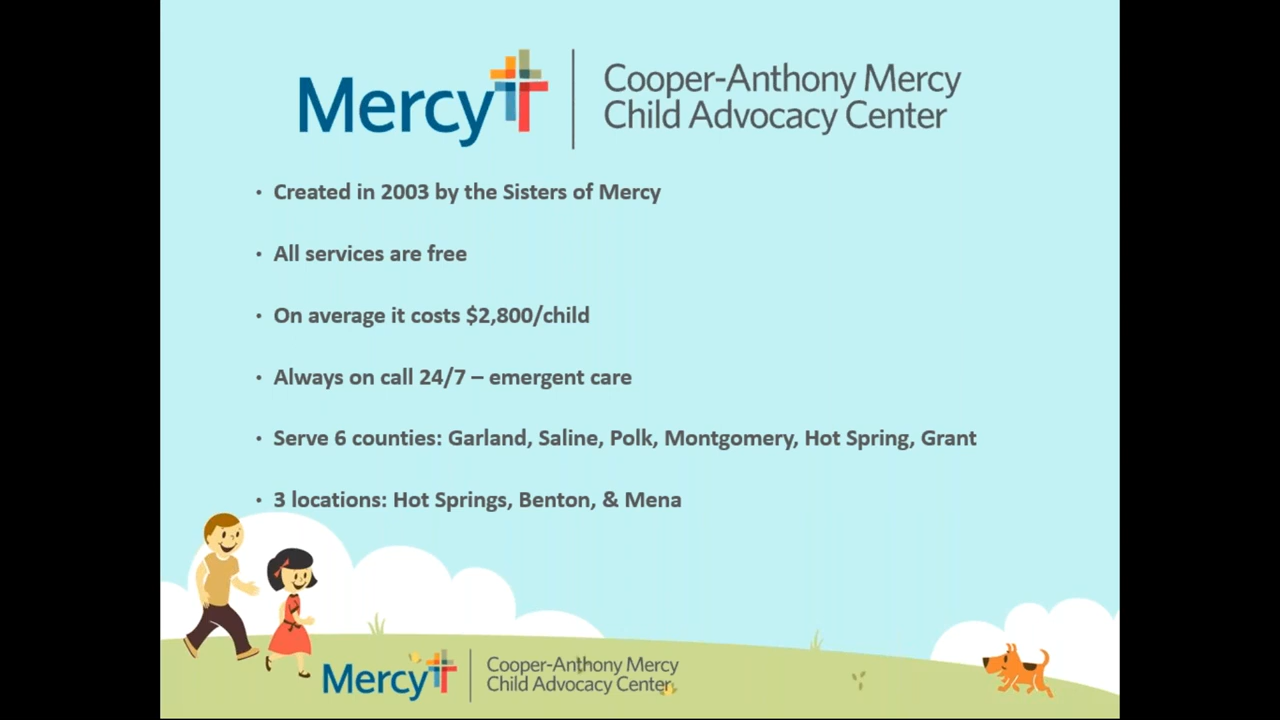 Mercy
Cooper-Anthony Mercy
Child Advocacy Center
• Created in 2003 by the Sisters of Mercy
• All services are free
• On average it costs $2,800/child
• Always on call 24/7 – emergent care
• Serve 6 counties: Garland, Saline, Polk, Montgomery, Hot Spring, Grant
• 3 locations: Hot Springs, Benton, & Mena
Mercy
Cooper-Anthony Mercy
Child Advocacy Center